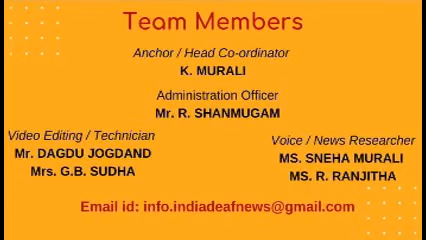 Team Members
Anchor / Head Co-ordinator
K. MURALI
Administration Officer
Mr. R. SHANMUGAM
Video Editing / Technician
Mr. DAGDU JOGDAND
Mrs. G.B. SUDHA
Voice / News Researcher
MS. SNEHA MURALI
MS. R. RANJITHA
Email id: info.indiadeafnews@gmail.com